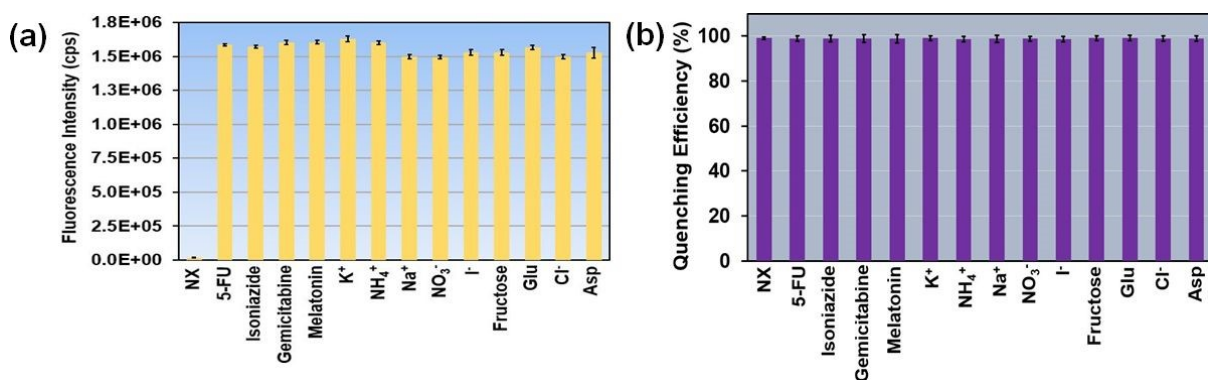 (a)
Fluorescence Intensity (cps)
1.8E+06
1.5E+06
1.3E+06
1.0E+06
7.5E+05
5.0E+05
2.5E+05
0.0E+00
NX
5-FU
Isoniazide
Gemicitabine
Melatonin
K⁺
NH₄⁺
Na⁺
NO₃⁻
I⁻
Fructose
Glu
Cl⁻
Asp
(b)
Quenching Efficiency (%)
100
80
60
40
20
0
NX
5-FU
Isoniazide
Gemicitabine
Melatonin
K⁺
NH₄⁺
Na⁺
NO₃⁻
I⁻
Fructose
Glu
Cl⁻
Asp